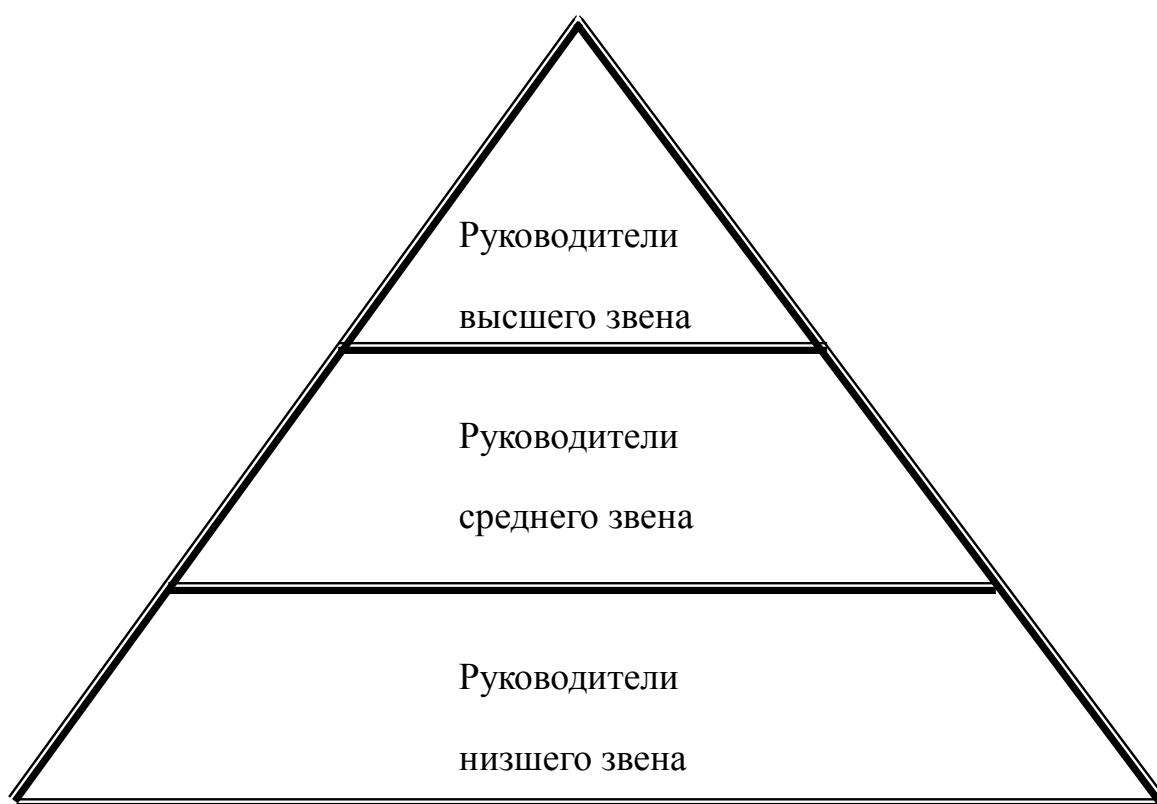 Руководители
высшего звена
Руководители
среднего звена
Руководители
низшего звена